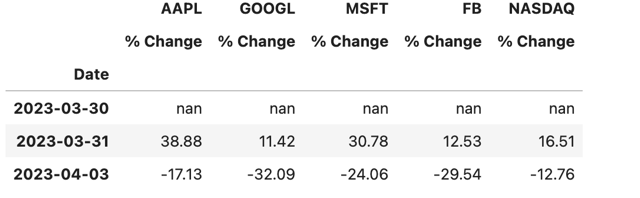 AAPL GOOGL MSFT FB NASDAQ
% Change % Change % Change % Change % Change
Date
2023-03-30 nan nan nan nan nan
2023-03-31 38.88 11.42 30.78 12.53 16.51
2023-04-03 -17.13 -32.09 -24.06 -29.54 -12.76